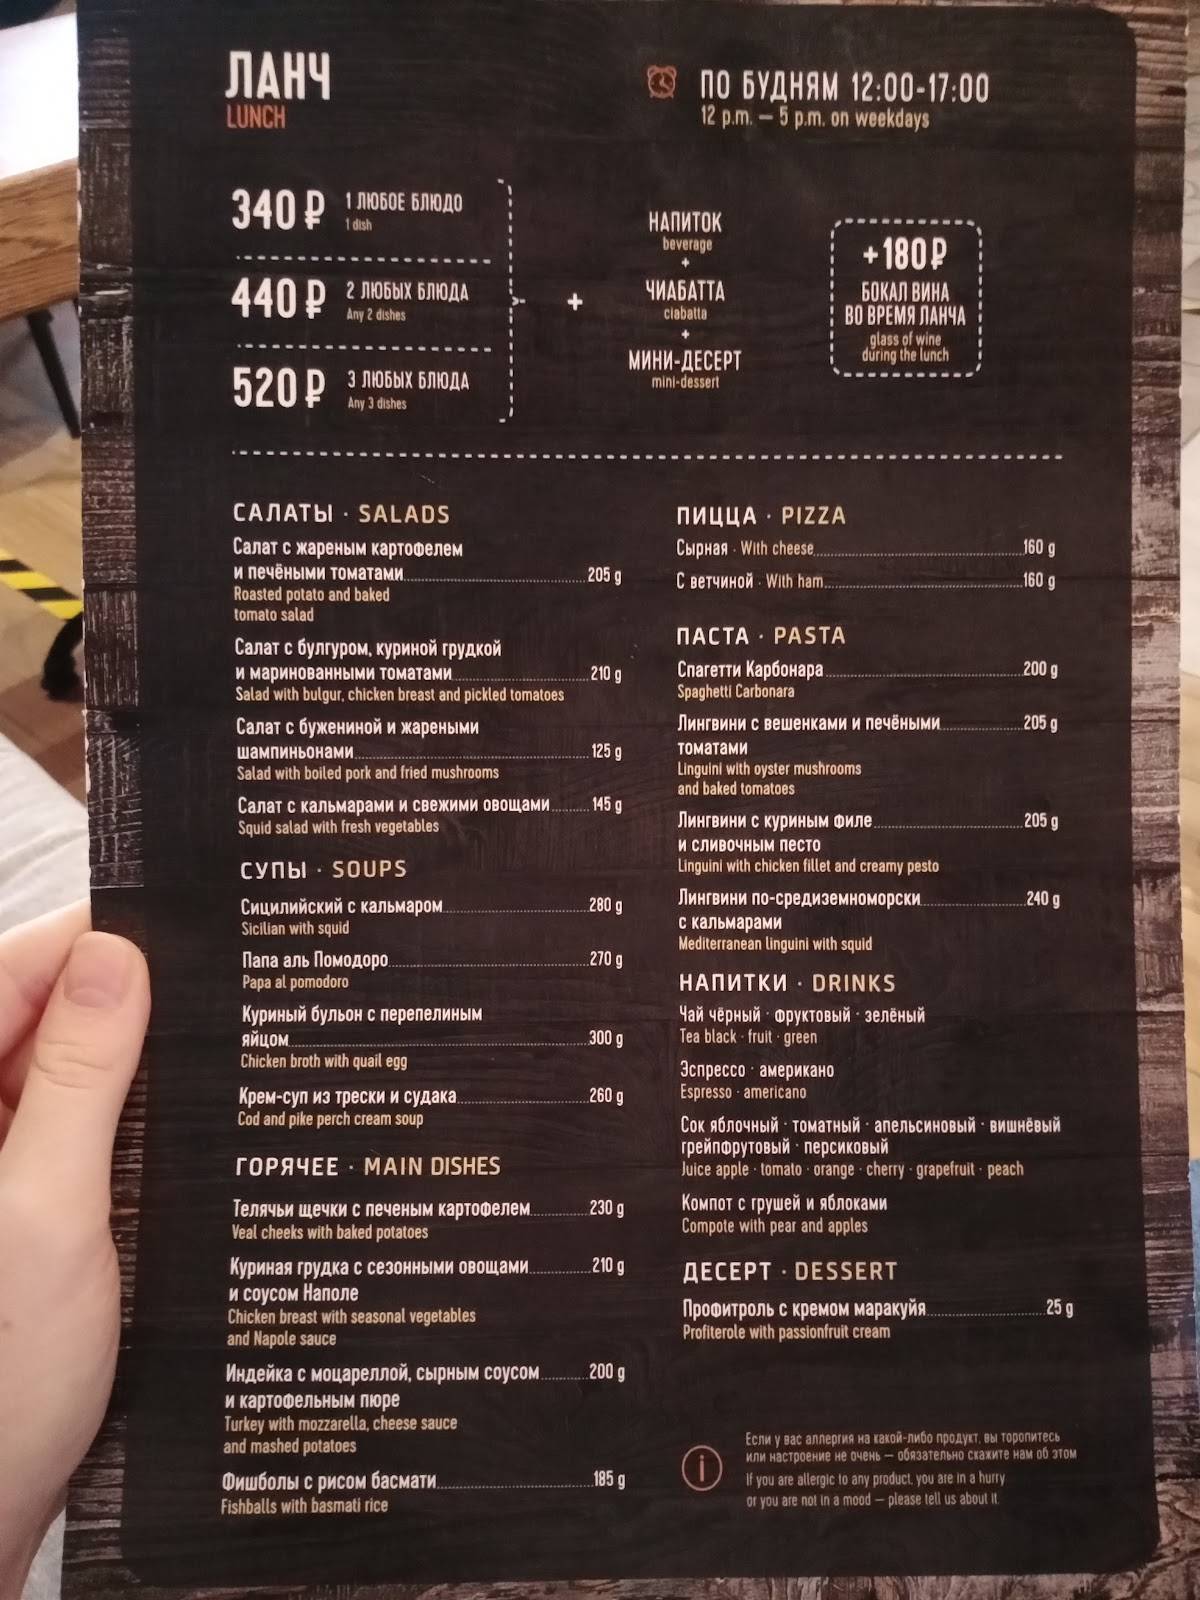 ЛАНЧ
LUNCH
ПО БУДНЯМ 12:00-17:00
12 p.m. — 5 p.m. on weekdays
340 ₽ 1 ЛЮБОЕ БЛЮДО
1 dish
440 ₽ 2 ЛЮБЫХ БЛЮДА
Any 2 dishes
520 ₽ 3 ЛЮБЫХ БЛЮДА
Any 3 dishes
+
НАПИТОК
beverage
+
ЧИАБАТТА
ciabatta
+
МИНИ-ДЕСЕРТ
mini-dessert
+180₽
БОКАЛ ВИНА
ВО ВРЕМЯ ЛАНЧА
glass of wine
during the lunch
САЛАТЫ · SALADS
Салат с жареным картофелем
и печёными томатами 205 g
Roasted potato and baked
tomato salad
Салат с булгуром, куриной грудкой
и маринованными томатами 210 g
Salad with bulgur, chicken breast and pickled tomatoes
Салат с бужениной и жареными
шампиньонами 125 g
Salad with boiled pork and fried mushrooms
Салат с кальмарами и свежими овощами 145 g
Squid salad with fresh vegetables
СУПЫ · SOUPS
Сицилийский с кальмаром 280 g
Sicilian with squid
Папа аль Помодоро 270 g
Papa al pomodoro
Куриный бульон с перепелиным
яйцом 300 g
Chicken broth with quail egg
Крем-суп из трески и судака 260 g
Cod and pike perch cream soup
ГОРЯЧЕЕ · MAIN DISHES
Телячьи щечки с печеным картофелем 230 g
Veal cheeks with baked potatoes
Куриная грудка с сезонными овощами 210 g
и соусом Наполе
Chicken breast with seasonal vegetables
and Napole sauce
Индейка с моцареллой, сырным соусом 200 g
и картофельным пюре
Turkey with mozzarella, cheese sauce
and mashed potatoes
Фишболы с рисом басмати 185 g
Fishballs with basmati rice
ПИЦЦА · PIZZA
Сырная · With cheese 160 g
С ветчиной · With ham 160 g
ПАСТА · PASTA
Спагетти Карбонара 200 g
Spaghetti Carbonara
Лингвини с вешенками и печёными 205 g
томатами
Linguini with oyster mushrooms
and baked tomatoes
Лингвини с куриным филе 205 g
и сливочным песто
Linguini with chicken fillet and creamy pesto
Лингвини по-средиземноморски 240 g
с кальмарами
Mediterranean linguini with squid
НАПИТКИ · DRINKS
Чай чёрный · фруктовый · зелёный
Tea black · fruit · green
Эспрессо · американо
Espresso · americano
Сок яблочный · томатный · апельсиновый · вишнёвый
грейпфрутовый · персиковый
Juice apple · tomato · orange · cherry · grapefruit · peach
Компот с грушей и яблоками
Compote with pear and apples
ДЕСЕРТ · DESSERT
Профитроль с кремом маракуйя 25 g
Profiterole with passionfruit cream
Если у вас аллергия на какой-либо продукт, вы торопитесь
или настроение не очень — обязательно скажите нам об этом
If you are allergic to any product, you are in a hurry
or you are not in a mood — please tell us about it.